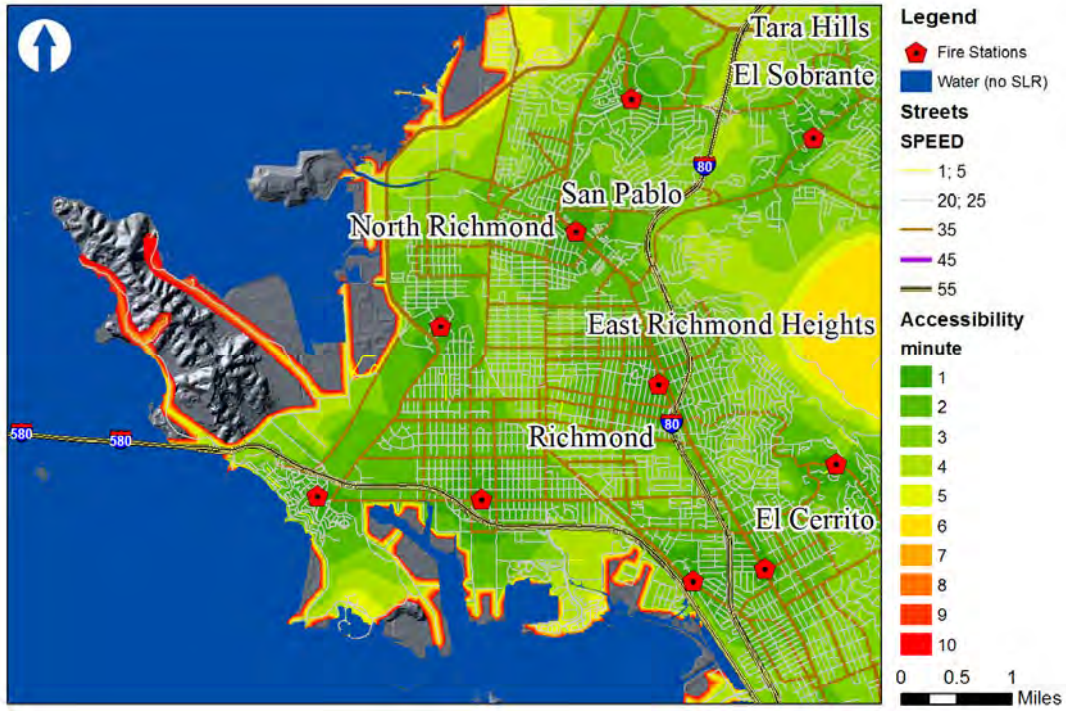 Tara Hills
El Sobrante
80
San Pablo
North Richmond
East Richmond Heights
80
Richmond
580
580
El Cerrito
Legend
Fire Stations
Water (no SLR)
Streets
SPEED
1; 5
20; 25
35
45
55
Accessibility
minute
1
2
3
4
5
6
7
8
9
10
0 0.5 1
Miles